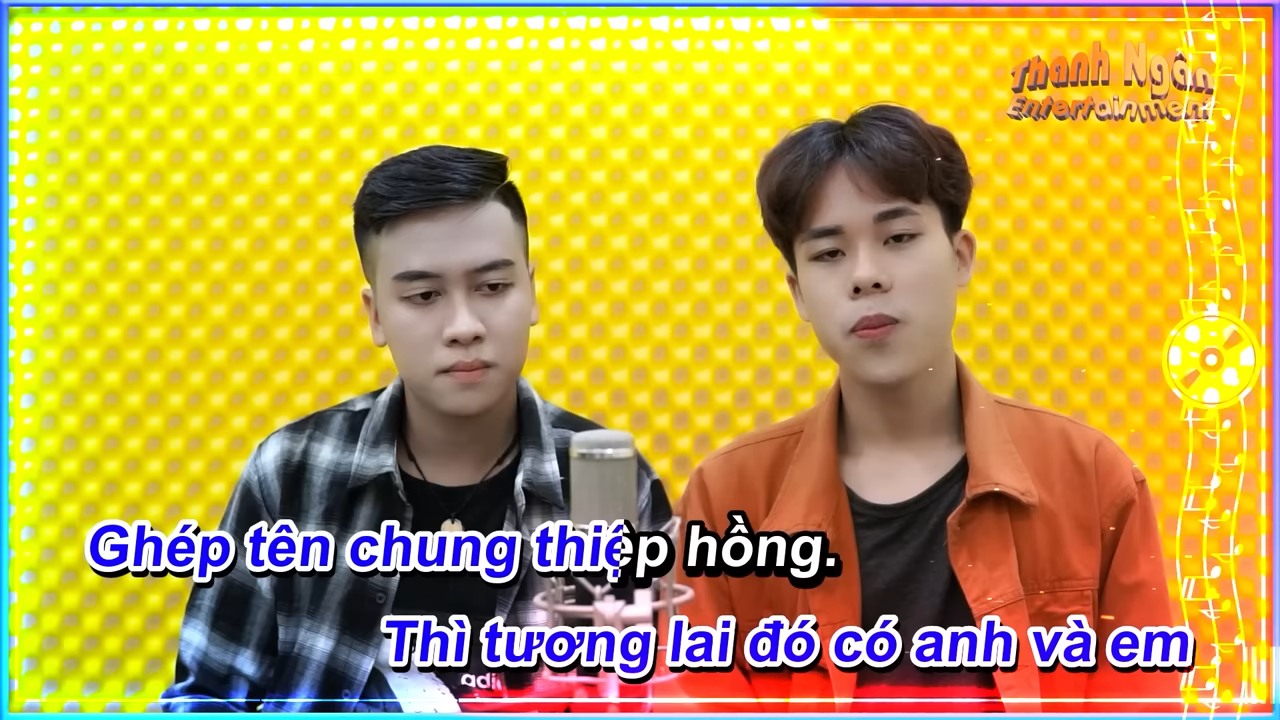 Thanh Ngân
Entertainment
Ghép tên chung thiệp hồng.
Thì tương lai đó có anh và em